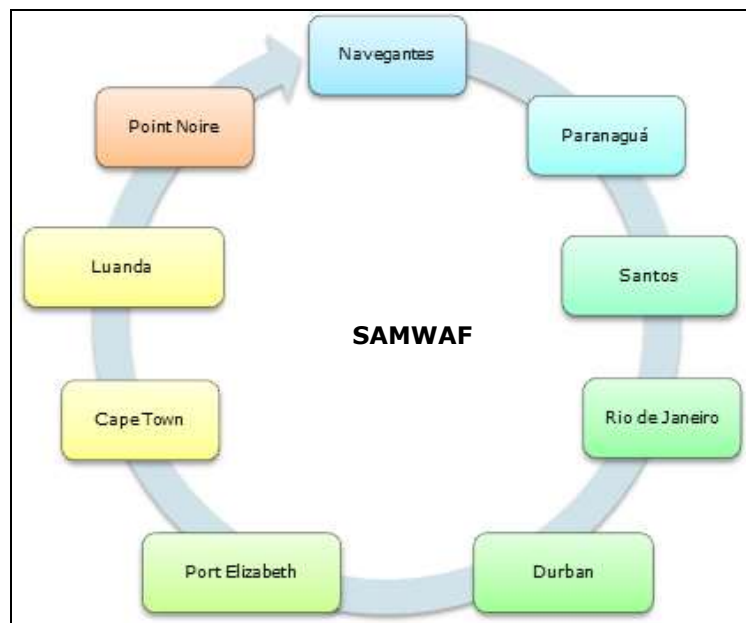 Navegantes
Paranaguá
Santos
Rio de Janeiro
Durban
Port Elizabeth
Cape Town
Luanda
Point Noire
SAMWAF